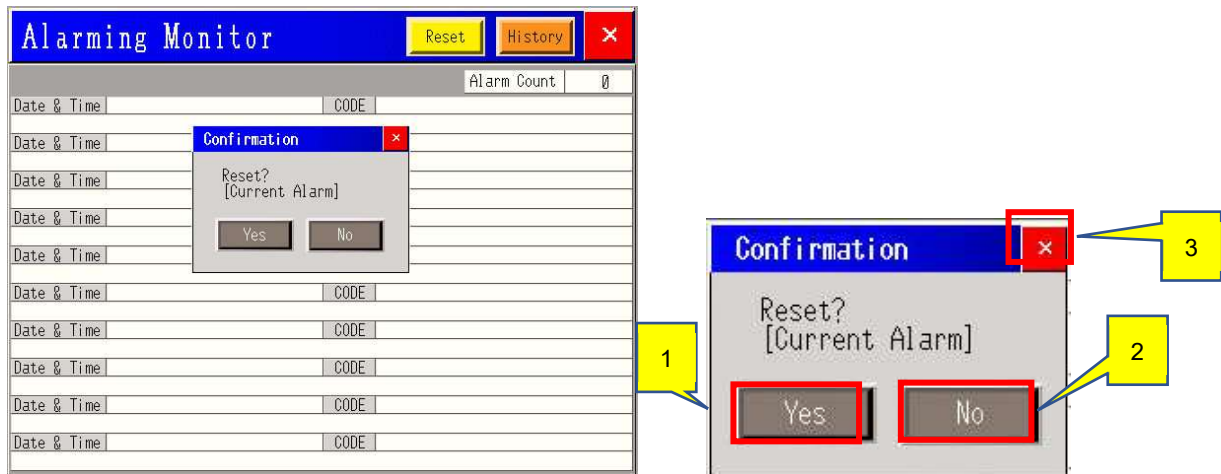 Alarming Monitor Reset History ×
Alarm Count 0
Date & Time CODE
Date & Time
Date & Time
Date & Time
Date & Time
Date & Time CODE
Date & Time CODE
Date & Time CODE
Date & Time CODE
Date & Time CODE
Confirmation ×
Reset?
[Current Alarm]
Yes No
Confirmation ×
Reset?
[Current Alarm]
Yes No
1
2
3